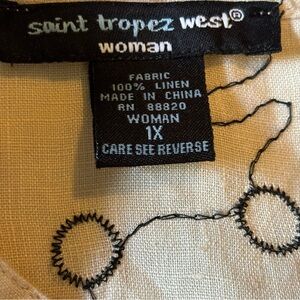 saint tropez west®
woman
FABRIC
100% LINEN
MADE IN CHINA
RN 88820
WOMAN
1X
CARE SEE REVERSE